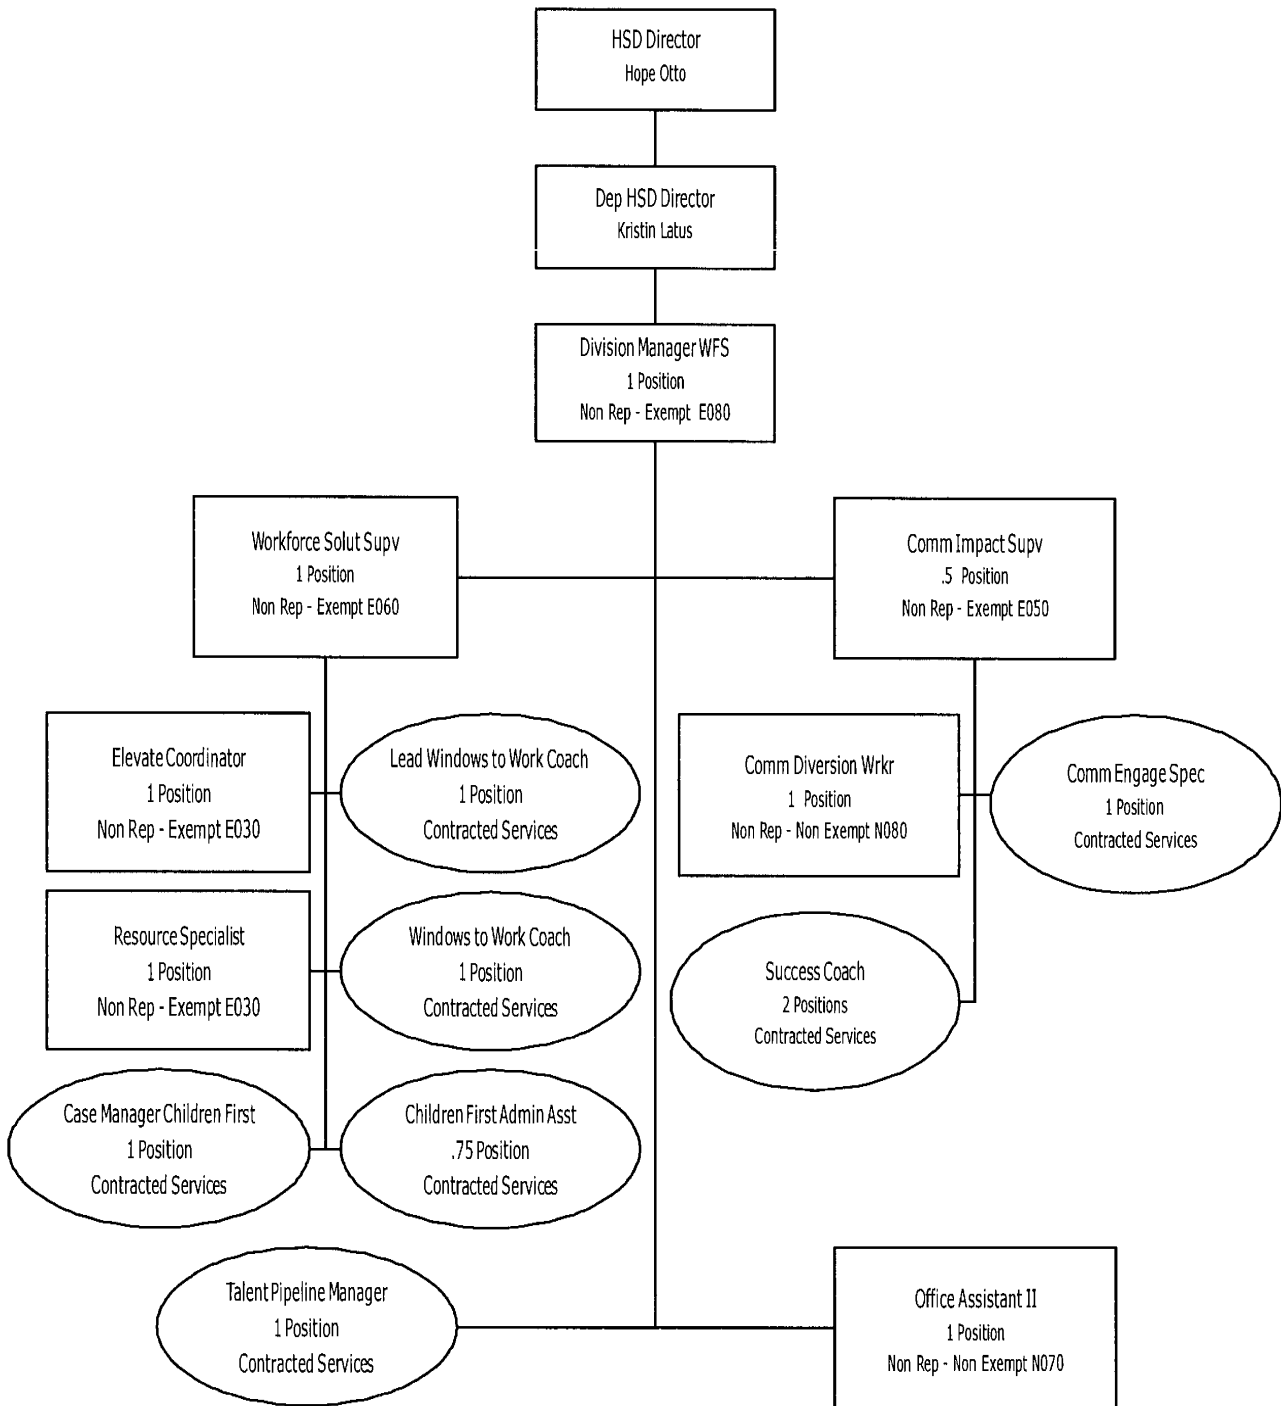 HSD Director
Hope Otto
Dep HSD Director
Kristin Latus
Division Manager WFS
1 Position
Non Rep - Exempt E080
Workforce Solut Supv
1 Position
Non Rep - Exempt E060
Comm Impact Supv
.5 Position
Non Rep - Exempt E050
Elevate Coordinator
1 Position
Non Rep - Exempt E030
Lead Windows to Work Coach
1 Position
Contracted Services
Comm Diversion Wrkr
1 Position
Non Rep - Non Exempt N080
Comm Engage Spec
1 Position
Contracted Services
Resource Specialist
1 Position
Non Rep - Exempt E030
Windows to Work Coach
1 Position
Contracted Services
Success Coach
2 Positions
Contracted Services
Case Manager Children First
1 Position
Contracted Services
Children First Admin Asst
.75 Position
Contracted Services
Talent Pipeline Manager
1 Position
Contracted Services
Office Assistant II
1 Position
Non Rep - Non Exempt N070